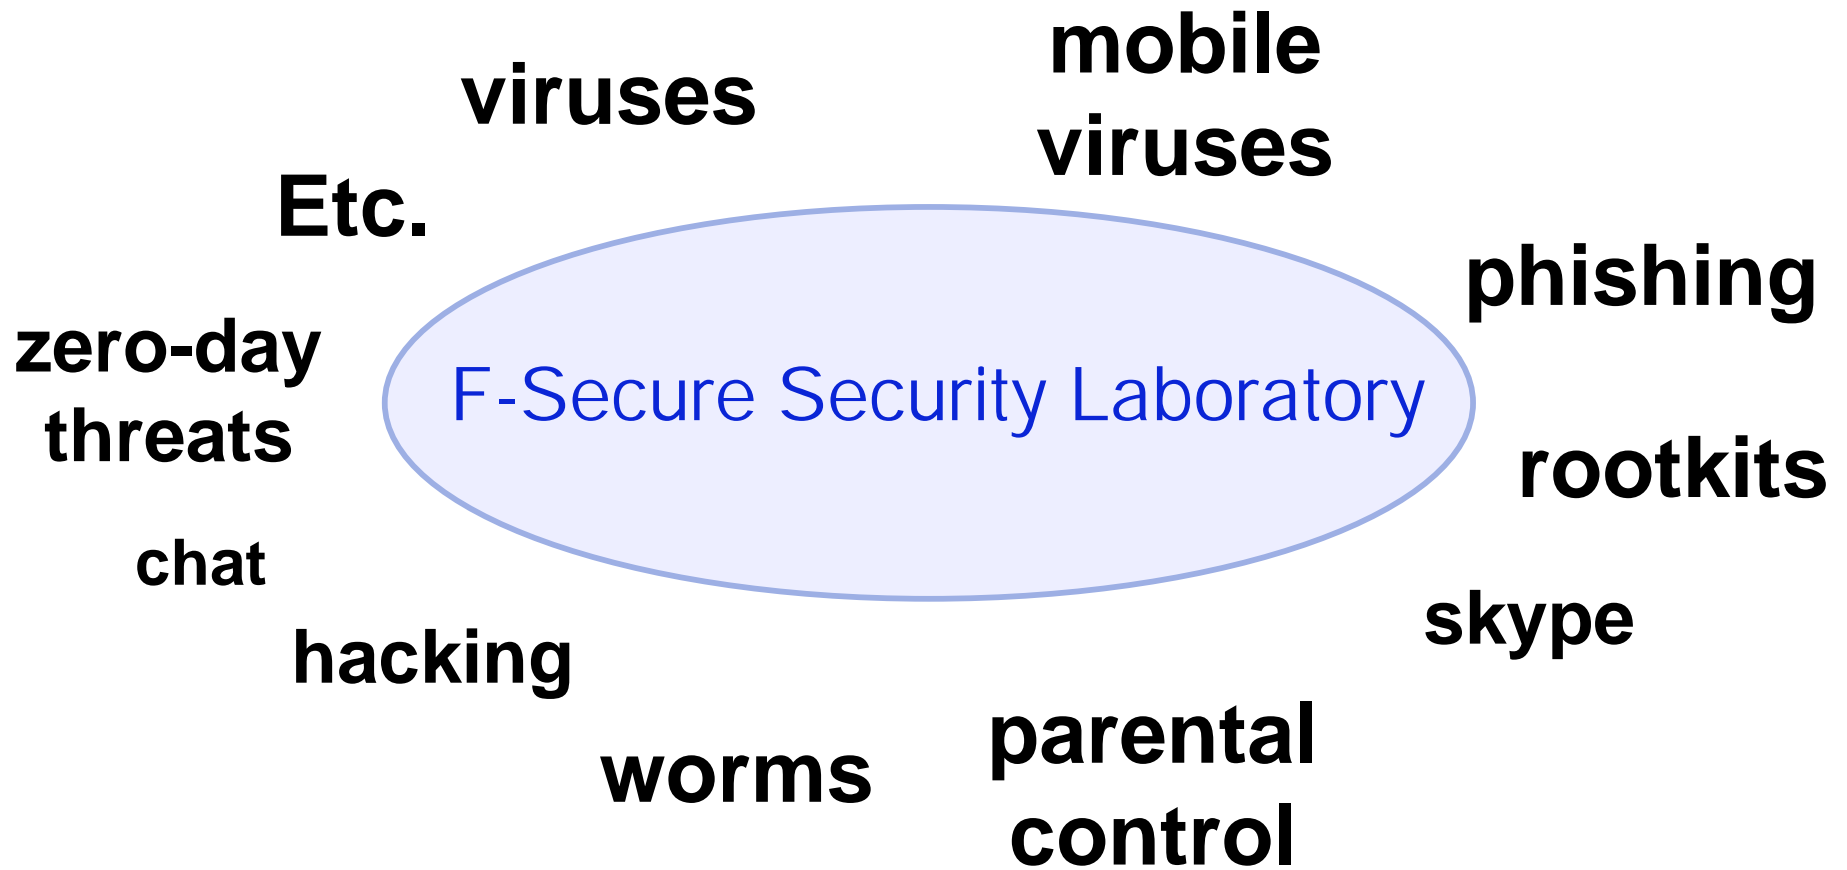 mobile
viruses
viruses
Etc.
phishing
zero-day
threats
F-Secure Security Laboratory
rootkits
chat
skype
hacking
parental
control
worms